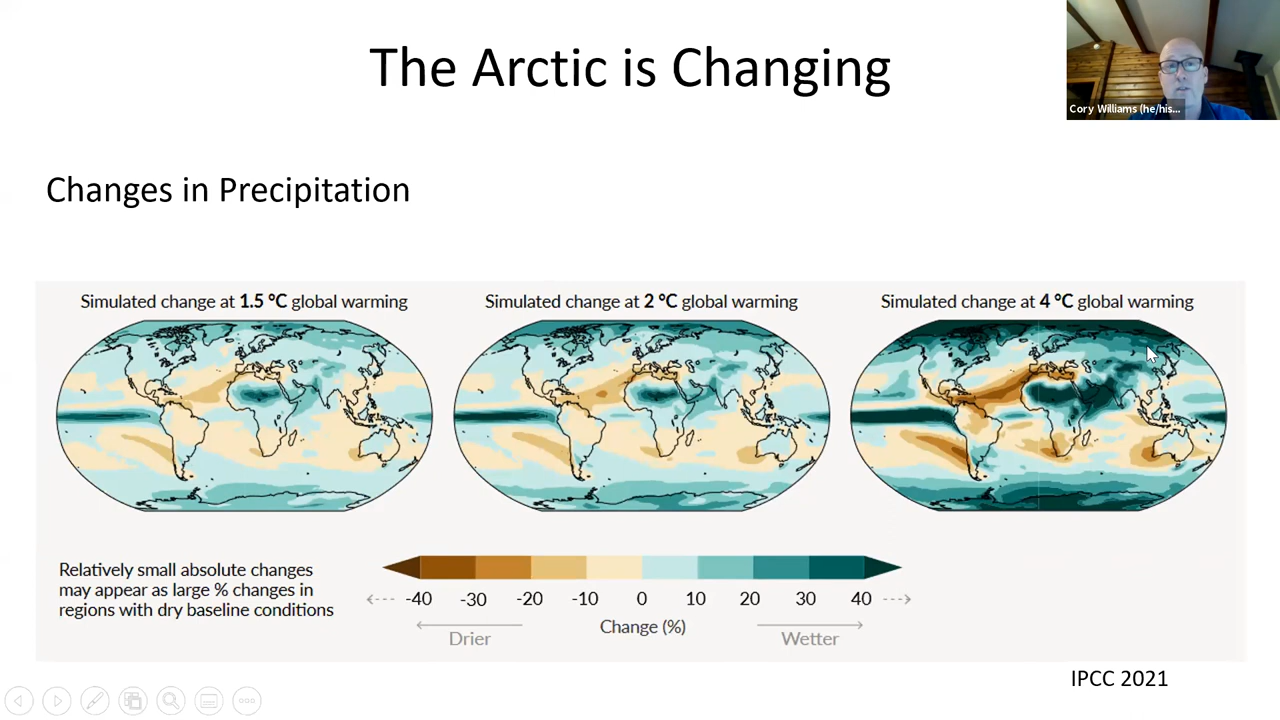 The Arctic is Changing
Cory Williams (he/his...
Changes in Precipitation
Simulated change at 1.5 °C global warming
Simulated change at 2 °C global warming
Simulated change at 4 °C global warming
Relatively small absolute changes
may appear as large % changes in
regions with dry baseline conditions
-40 -30 -20 -10 0 10 20 30 40
Change (%)
Drier
Wetter
IPCC 2021